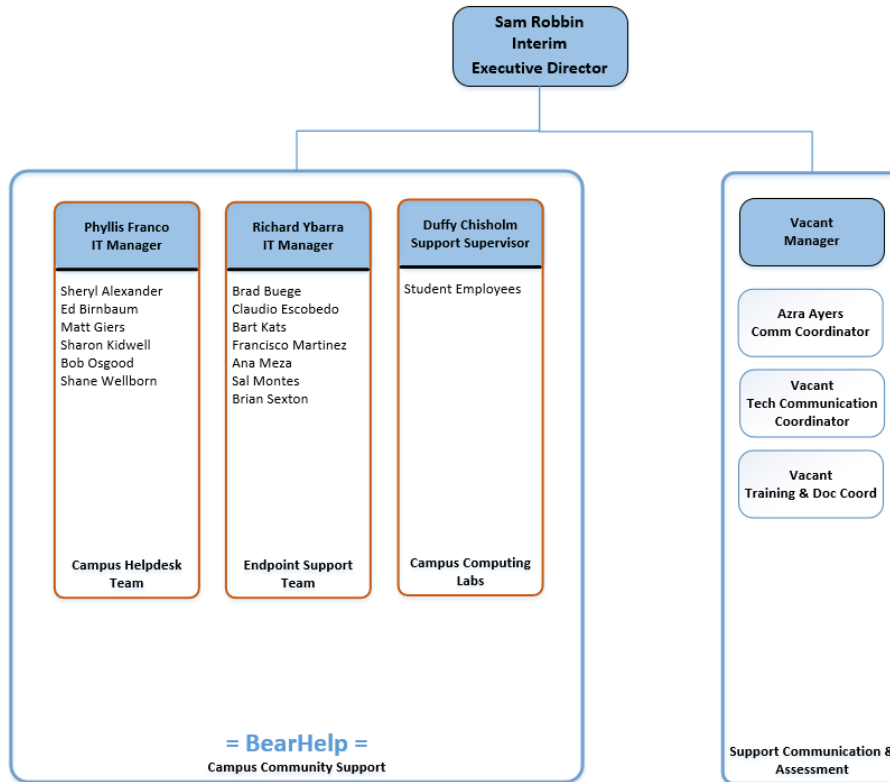 Sam Robbin
Interim
Executive Director
Phyllis Franco
IT Manager
Sheryl Alexander
Ed Birnbaum
Matt Giers
Sharon Kidwell
Bob Osgood
Shane Wellborn
Campus Helpdesk
Team
Richard Ybarra
IT Manager
Brad Buege
Claudio Escobedo
Bart Kats
Francisco Martinez
Ana Meza
Sal Montes
Brian Sexton
Endpoint Support
Team
Duffy Chisholm
Support Supervisor
Student Employees
Campus Computing
Labs
= BearHelp =
Campus Community Support
Vacant
Manager
Azra Ayers
Comm Coordinator
Vacant
Tech Communication
Coordinator
Vacant
Training & Doc Coord
Support Communication &
Assessment